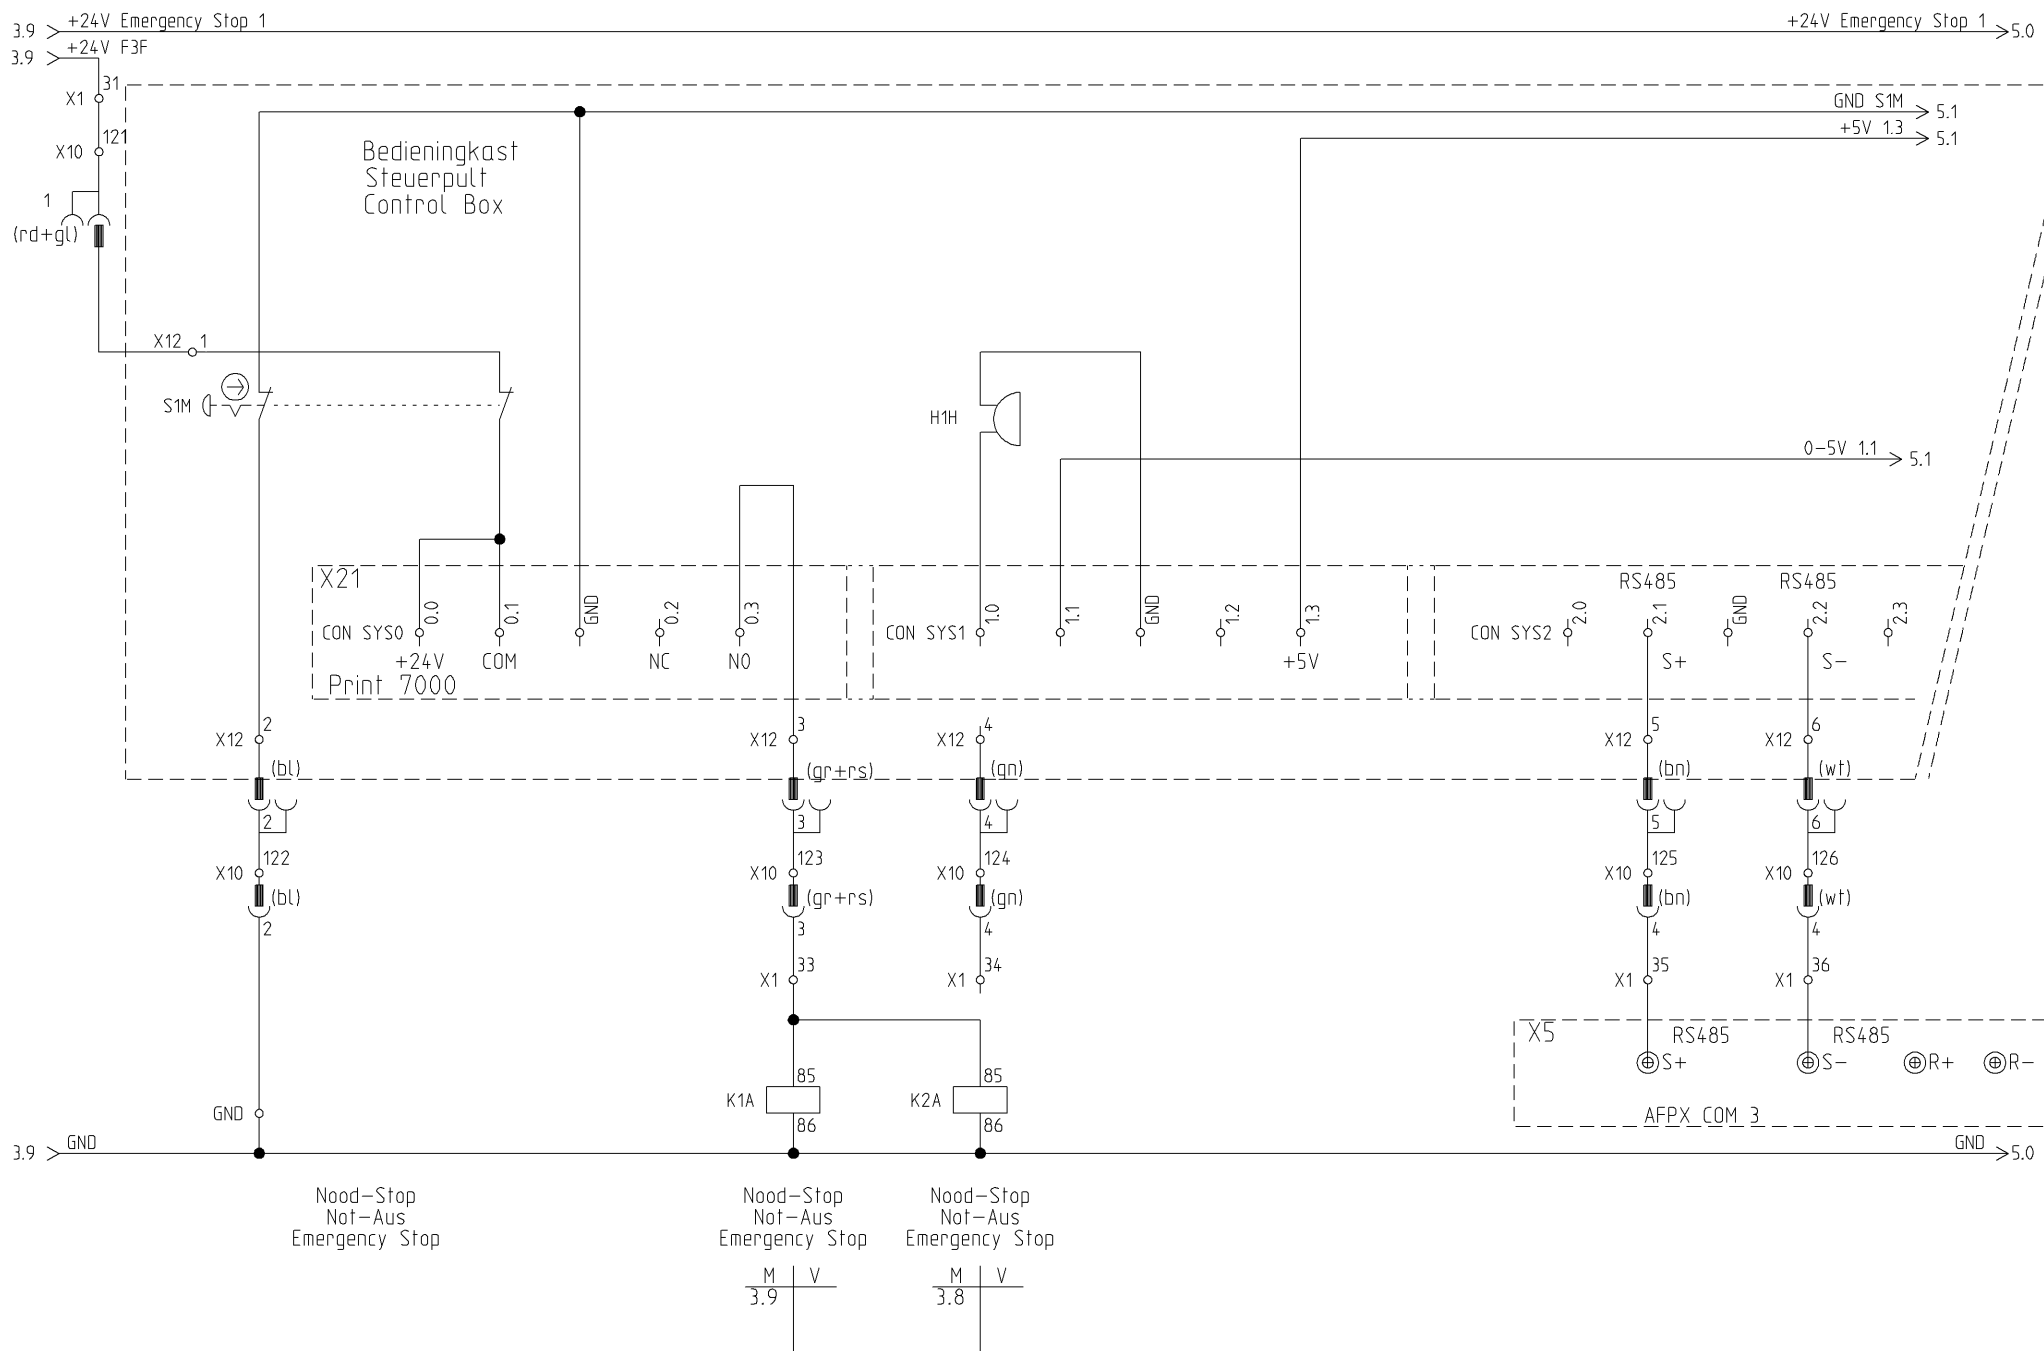 +24V Emergency Stop 1
+24V Emergency Stop 1
3.9
5.0
+24V F3F
3.9
31
X1
GND S1M
5.1
121
+5V 1.3
5.1
X10
Bedieningkast
Steuerpult
Control Box
1
(rd+gl)
X12 1
S1M
H1H
0-5V 1.1
5.1
X21
RS485
RS485
0.0
0.1
GND
0.2
0.3
1.0
1.1
GND
1.2
1.3
2.0
2.1
GND
2.2
2.3
CON SYS0
CON SYS1
CON SYS2
+24V
COM
NC
NO
+5V
S+
S-
Print 7000
2
3
4
5
6
X12
X12
X12
X12
X12
(bl)
(gr+rs)
(gn)
(bn)
(wt)
2
3
4
5
6
122
123
124
125
126
X10
X10
X10
X10
X10
(bl)
(gr+rs)
(gn)
(bn)
(wt)
2
3
4
4
4
33
34
35
36
X1
X1
X1
X1
X5
RS485
RS485
S+
S-
R+
R-
85
85
K1A
K2A
86
86
AFPX COM 3
GND
3.9
GND
GND
5.0
Nood-Stop
Not-Aus
Emergency Stop
Nood-Stop
Not-Aus
Emergency Stop
Nood-Stop
Not-Aus
Emergency Stop
M V
3.9
M V
3.8